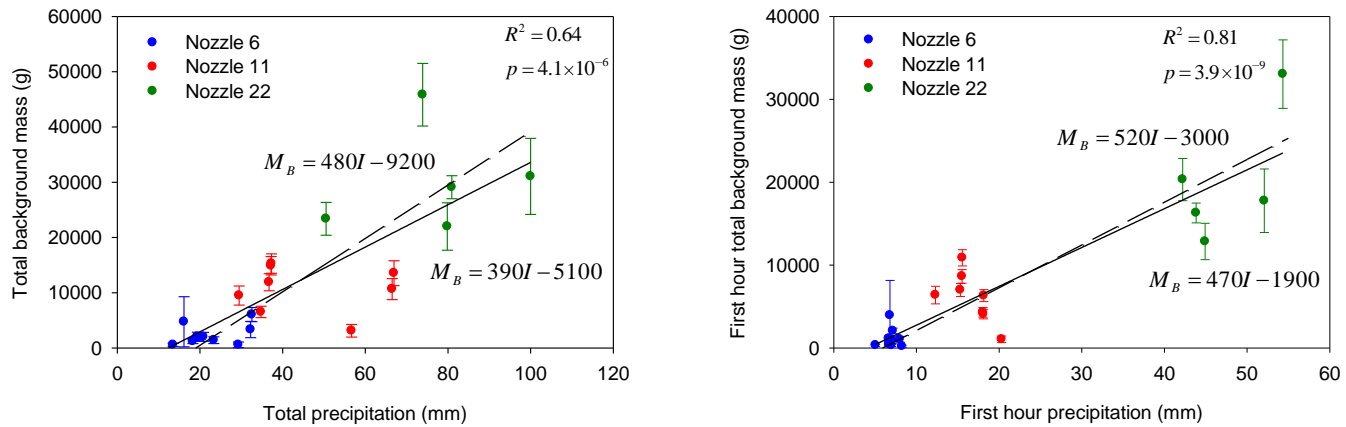 60000
50000
40000
30000
20000
10000
0
Total background mass (g)
Nozzle 6
Nozzle 11
Nozzle 22
R² = 0.64
p = 4.1×10⁻⁶
M_B = 480I − 9200
M_B = 390I − 5100
0 20 40 60 80 100 120
Total precipitation (mm)
40000
30000
20000
10000
0
First hour total background mass (g)
Nozzle 6
Nozzle 11
Nozzle 22
R² = 0.81
p = 3.9×10⁻⁹
M_B = 520I − 3000
M_B = 470I − 1900
0 10 20 30 40 50 60
First hour precipitation (mm)